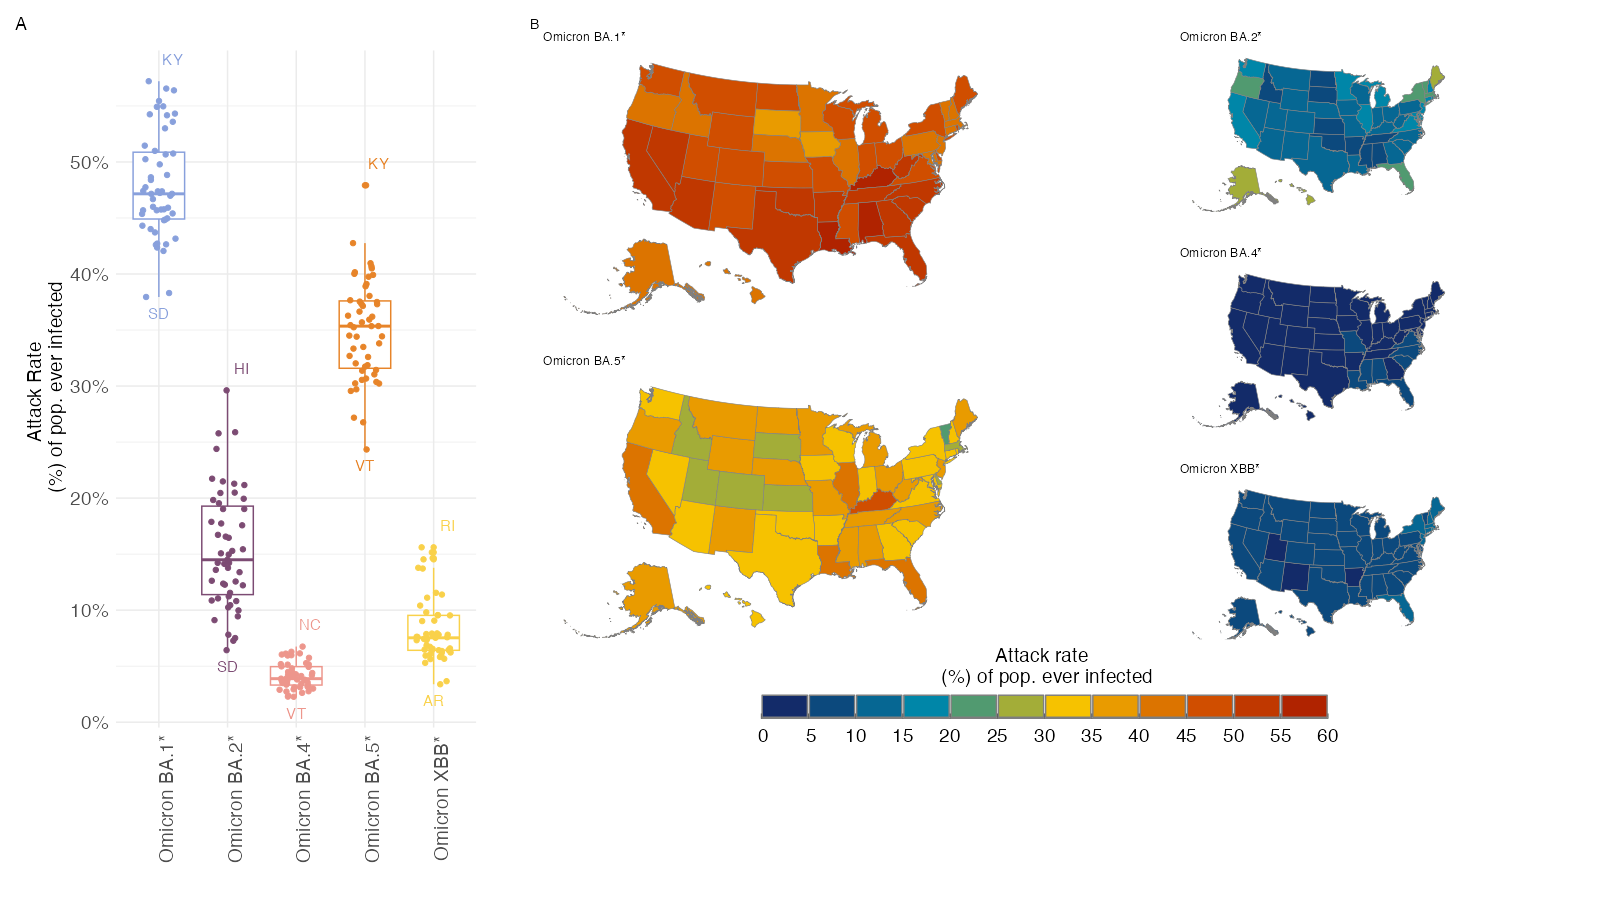 A
Attack Rate
(%) of pop. ever infected
50%
40%
30%
20%
10%
0%
KY
SD
HI
SD
NC
VT
KY
VT
RI
AR
Omicron BA.1*
Omicron BA.2*
Omicron BA.4*
Omicron BA.5*
Omicron XBB*
B
Omicron BA.1*
Omicron BA.2*
Omicron BA.4*
Omicron BA.5*
Omicron XBB*
Attack rate
(%) of pop. ever infected
0 5 10 15 20 25 30 35 40 45 50 55 60